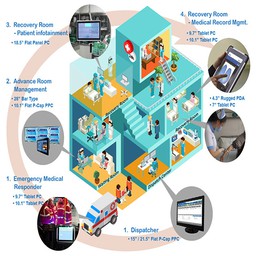 3. Recovery Room
- Patient infotainment
• 18.5" Flat Panel PC
4. Recovery Room
- Medical Record Mgmt.
• 9.7" Tablet PC
• 10.1" Tablet PC
2. Advance Room
Management
• 28" Bar Type
• 10.1" Flat P-Cap PPC
• 4.3" Rugged PDA
• 7" Tablet PC
1. Emergency Medical
Responder
• 9.7" Tablet PC
• 10.1" Tablet PC
1. Dispatcher
• 15" / 21.5" Flat P-Cap PPC